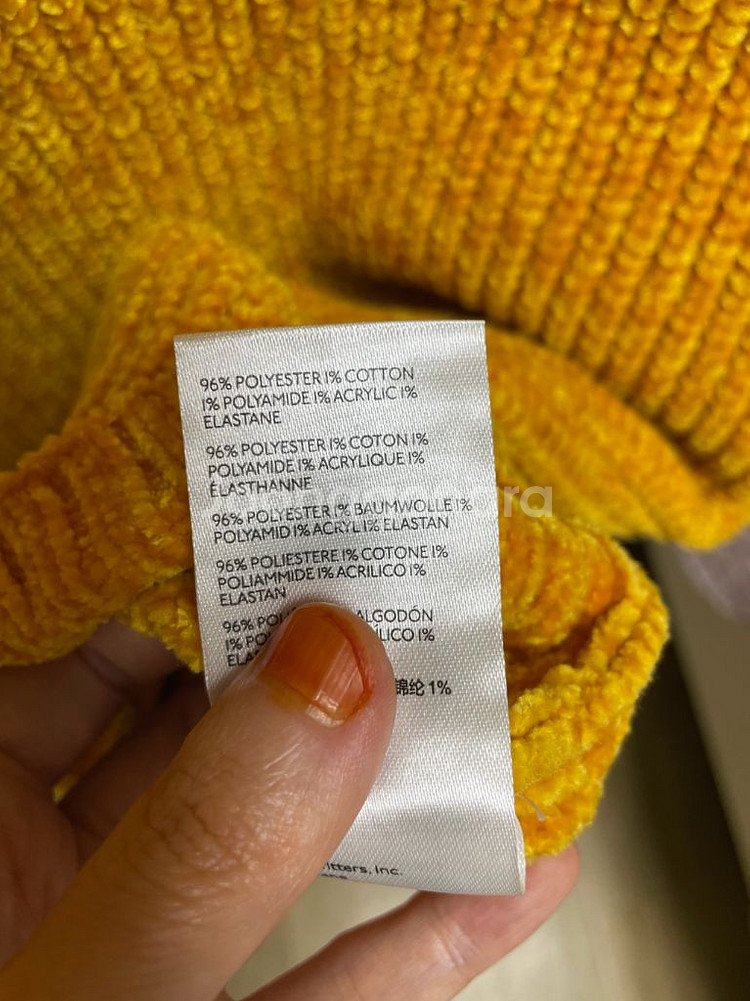 96% POLYESTER 1% COTTON
1% POLYAMIDE 1% ACRYLIC 1%
ELASTANE
96% POLYESTER 1% COTON 1%
POLYAMIDE 1% ACRYLIQUE 1%
ÉLASTHANNE
96% POLYESTER 1% BAUMWOLLE 1%
POLYAMID 1% ACRYL 1% ELASTAN
96% POLIESTERE 1% COTONE 1%
POLIAMMIDE 1% ACRILICO 1%
ELASTAN
96% ALGODÓN
1% 1%
锦纶 1%
Inc.